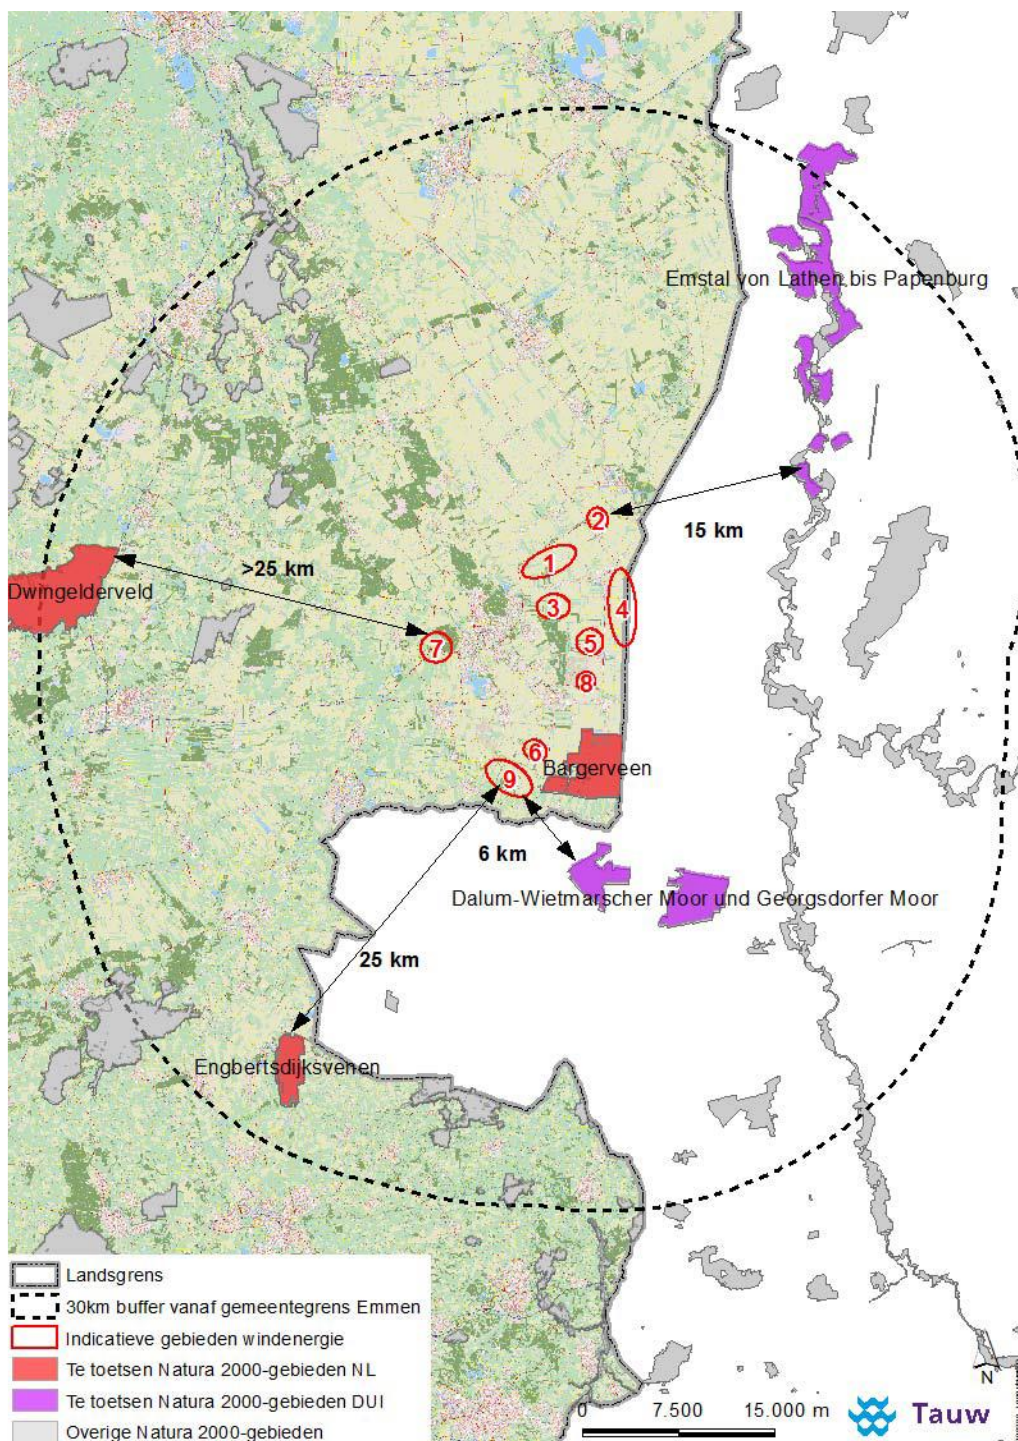 Emstal von Lathen bis Papenburg
2
15 km
1
>25 km
Dwingelderveld
3
4
5
7
8
6
Bargerveen
9
6 km
Dalum-Wietmarscher Moor und Georgsdorfer Moor
25 km
Engbertsdijksvenen
Landsgrens
30km buffer vanaf gemeentegrens Emmen
Indicatieve gebieden windenergie
Te toetsen Natura 2000-gebieden NL
Te toetsen Natura 2000-gebieden DUI
Overige Natura 2000-gebieden
N
0 7.500 15.000 m
Tauw